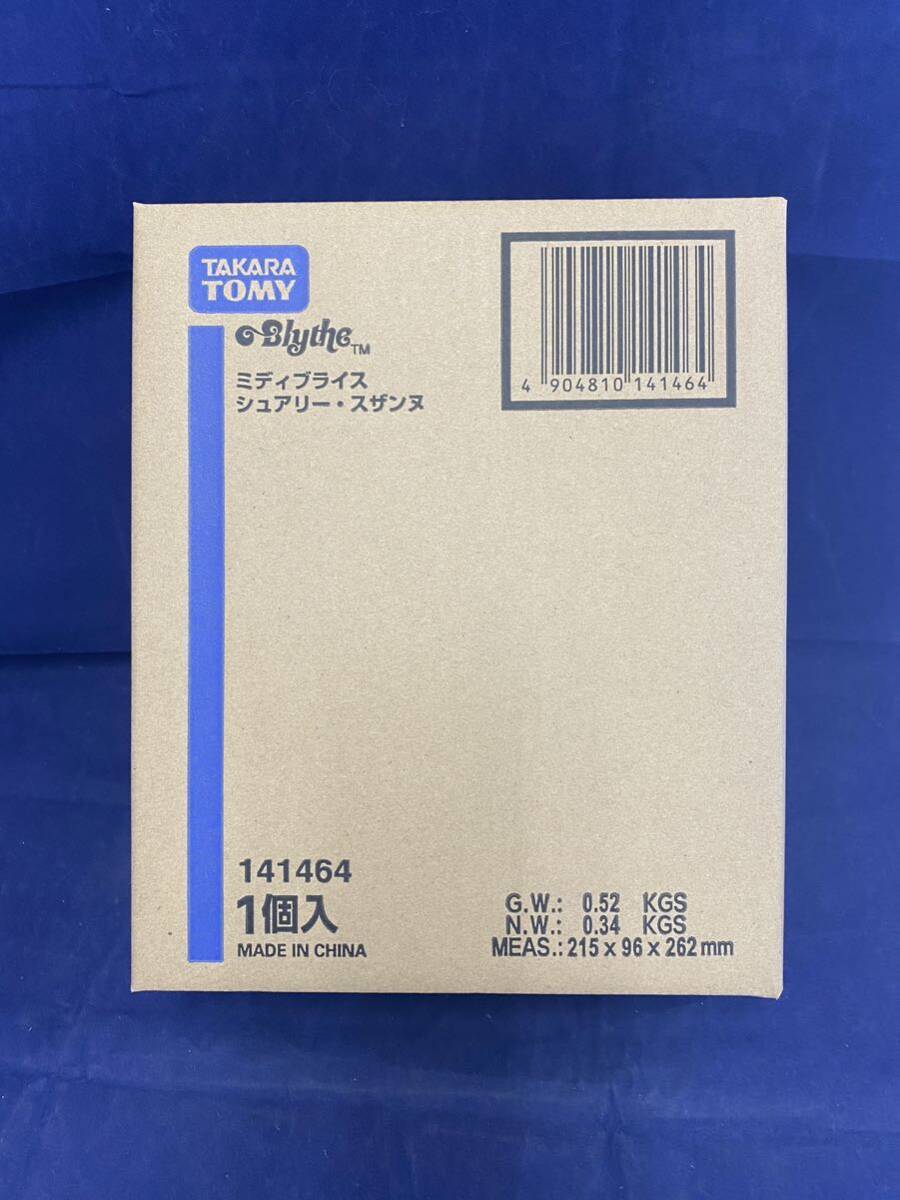 TAKARA
TOMY
Blythe™
ミディブライス
シュアリー・スザンヌ
4 904810 141464
141464
1個入
MADE IN CHINA
G.W.: 0.52 KGS
N.W.: 0.34 KGS
MEAS.: 215 x 96 x 262 mm